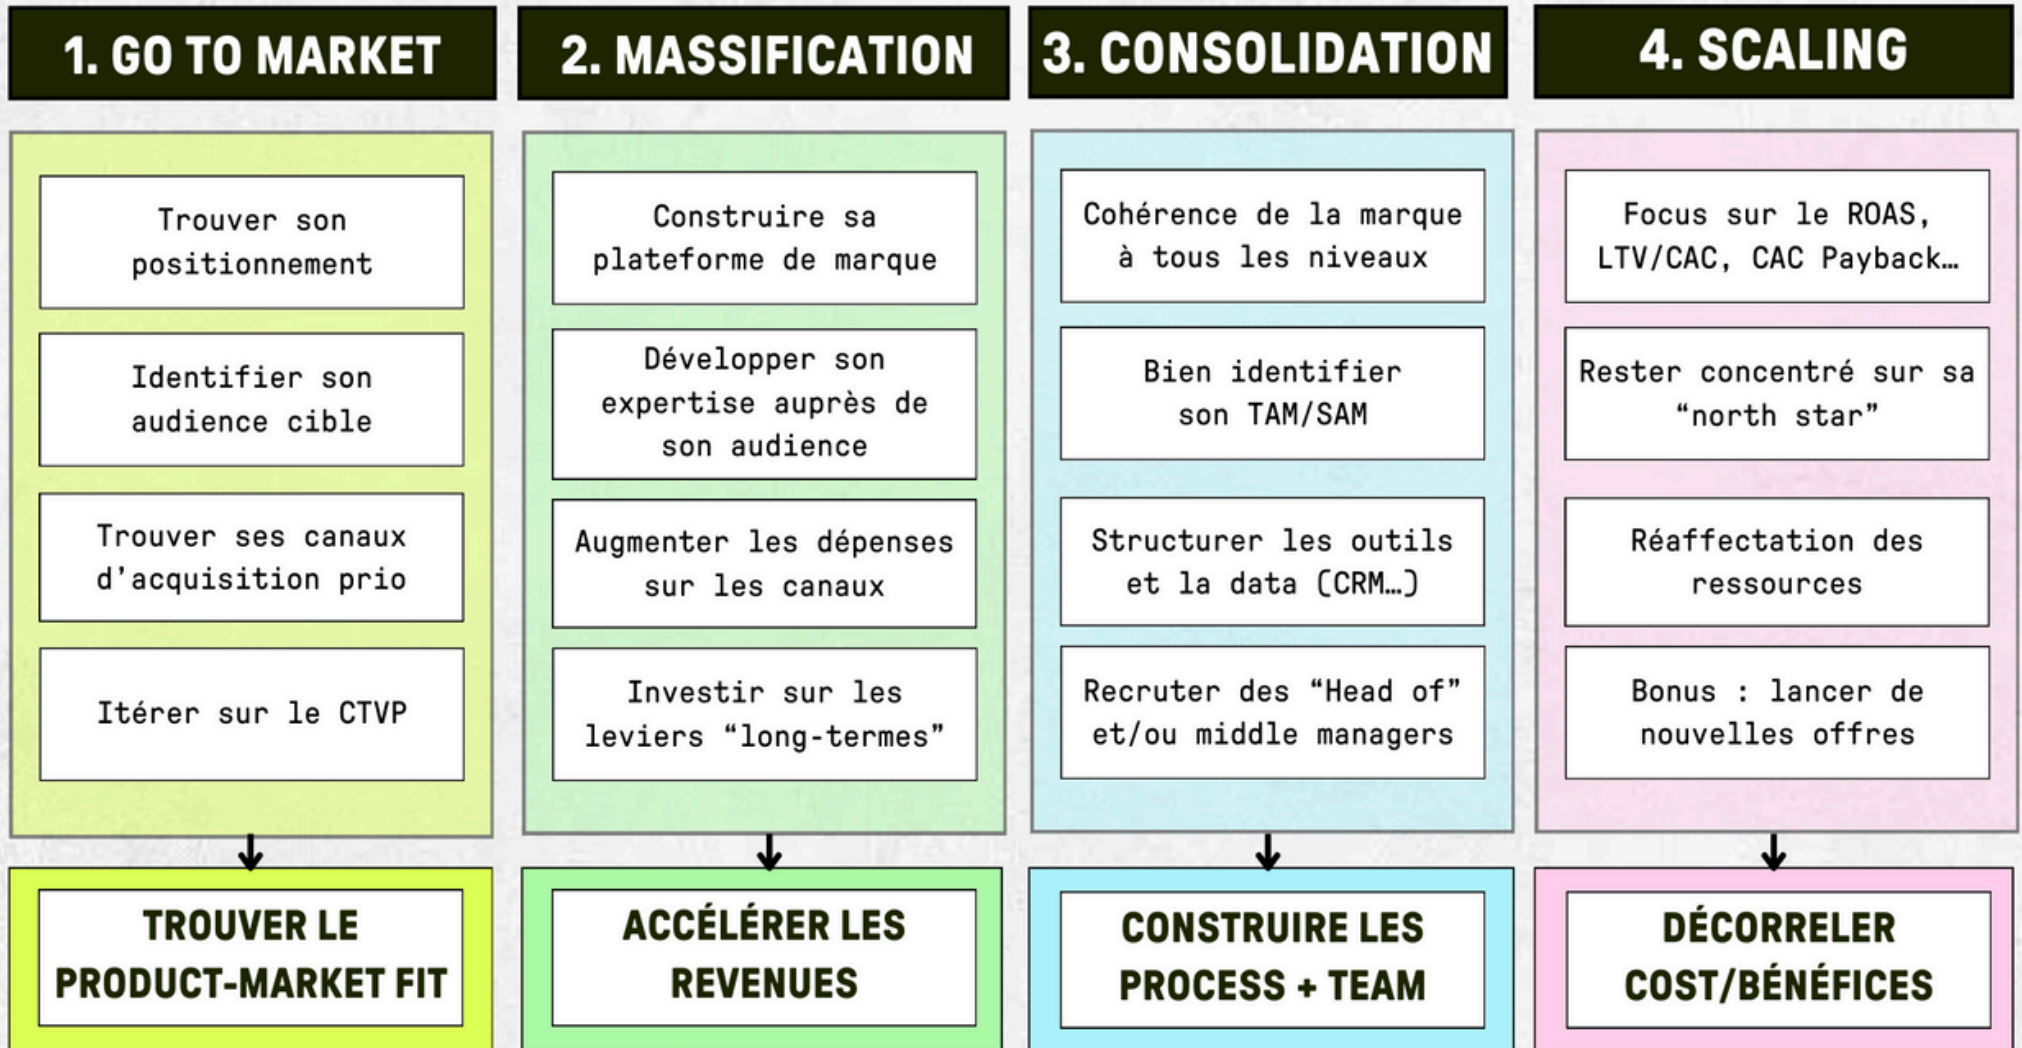 1. GO TO MARKET
Trouver son
positionnement
Identifier son
audience cible
Trouver ses canaux
d’acquisition prio
Itérer sur le CTVP
TROUVER LE
PRODUCT-MARKET FIT
2. MASSIFICATION
Construire sa
plateforme de marque
Développer son
expertise auprès de
son audience
Augmenter les dépenses
sur les canaux
Investir sur les
leviers “long-termes”
ACCÉLÉRER LES
REVENUES
3. CONSOLIDATION
Cohérence de la marque
à tous les niveaux
Bien identifier
son TAM/SAM
Structurer les outils
et la data (CRM…)
Recruter des “Head of”
et/ou middle managers
CONSTRUIRE LES
PROCESS + TEAM
4. SCALING
Focus sur le ROAS,
LTV/CAC, CAC Payback…
Rester concentré sur sa
“north star”
Réaffectation des
ressources
Bonus : lancer de
nouvelles offres
DÉCORRELER
COST/BÉNÉFICES